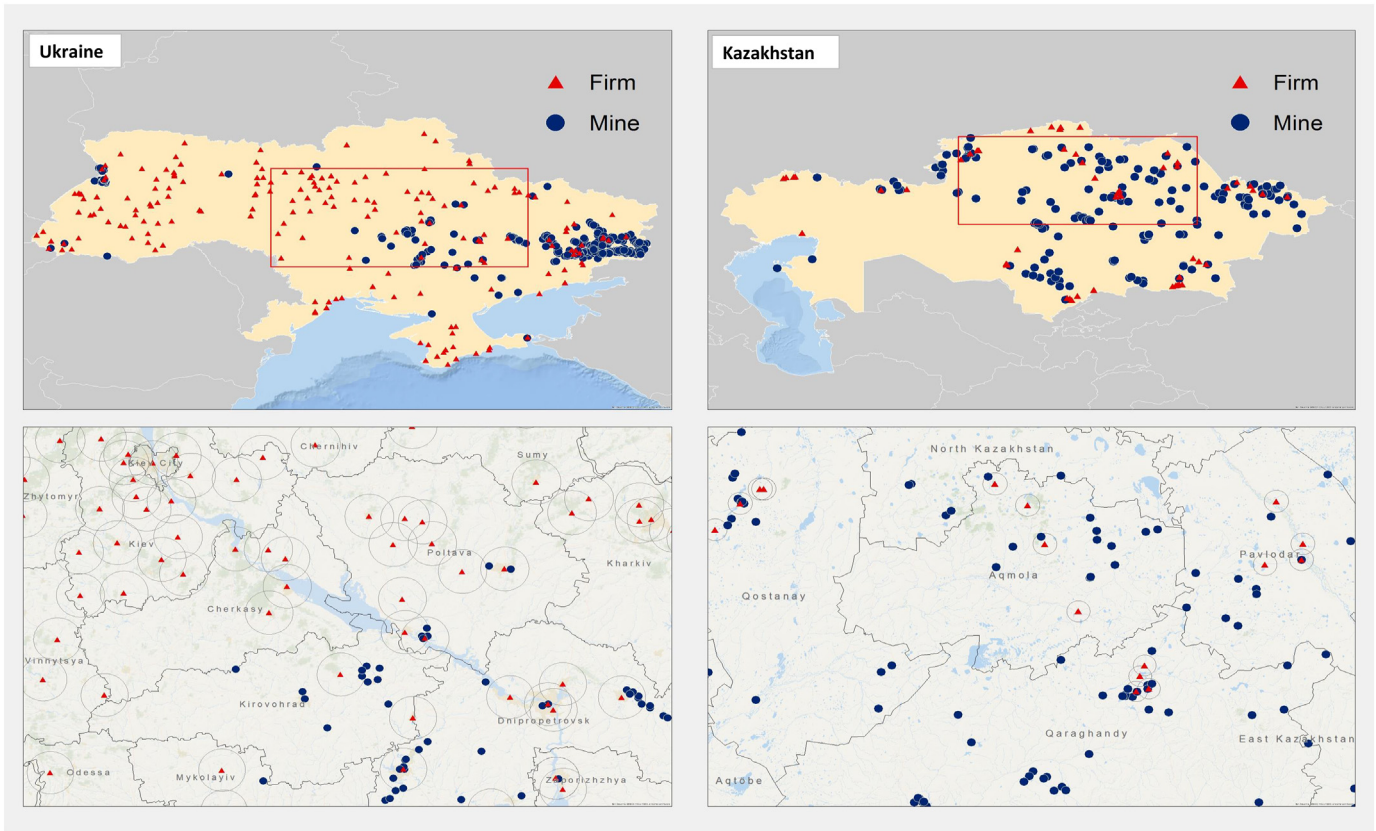 Ukraine
Firm
Mine
Kazakhstan
Firm
Mine
Chernihiv
Kiev City
Sumy
Zhytomyr
Kiev
Poltava
Kharkiv
Cherkasy
Vinnytsya
Kirovohrad
Dnipropetrovsk
Odessa
Mykolayiv
Zaporizhzhya
North Kazakhstan
Pavlodar
Aqmola
Qostanay
Qaraghandy
East Kazakhstan
Aqtöbe